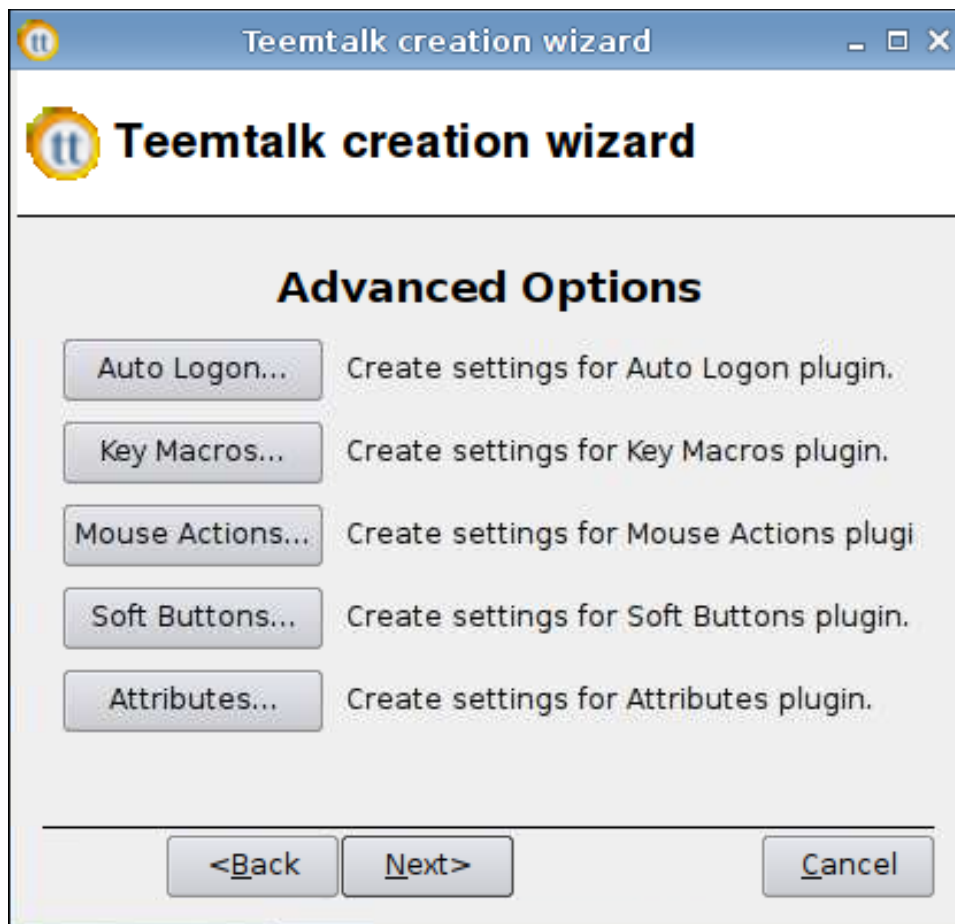 tt Teemtalk creation wizard
tt Teemtalk creation wizard
Advanced Options
Auto Logon... Create settings for Auto Logon plugin.
Key Macros... Create settings for Key Macros plugin.
Mouse Actions... Create settings for Mouse Actions plugi
Soft Buttons... Create settings for Soft Buttons plugin.
Attributes... Create settings for Attributes plugin.
<Back Next> Cancel